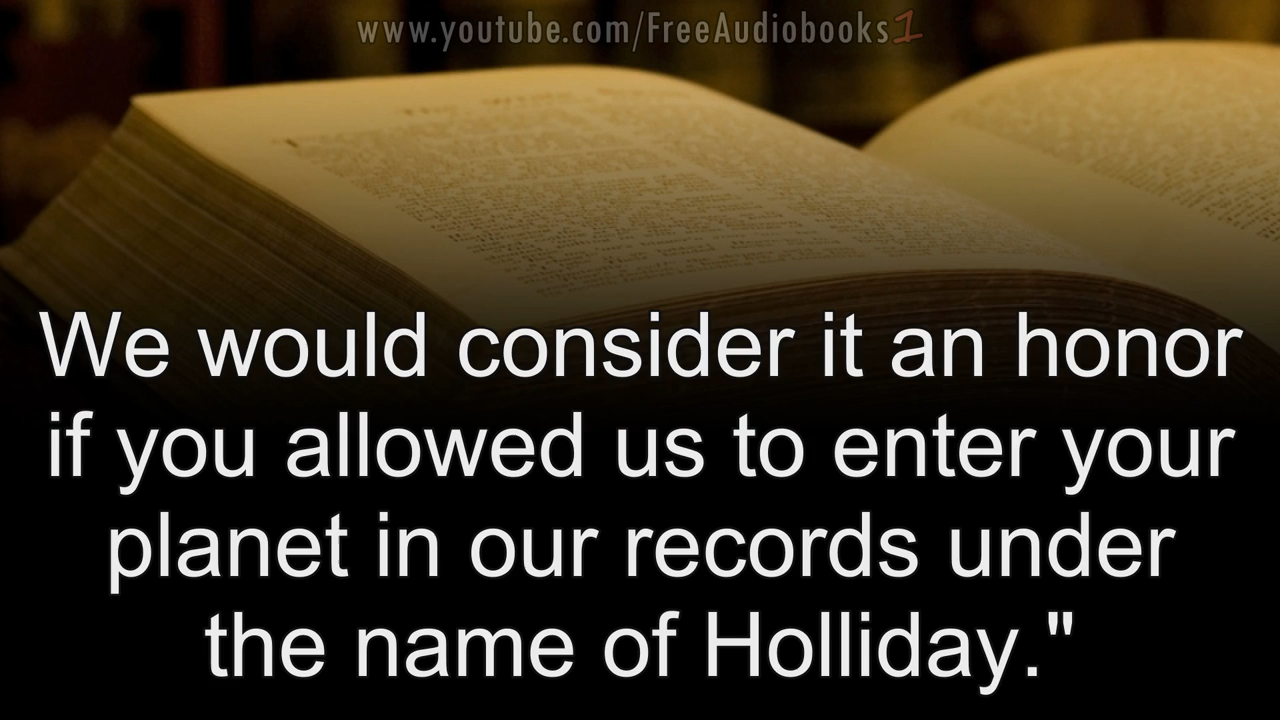 www.youtube.com/FreeAudiobooks1
We would consider it an honor
if you allowed us to enter your
planet in our records under
the name of Holliday."